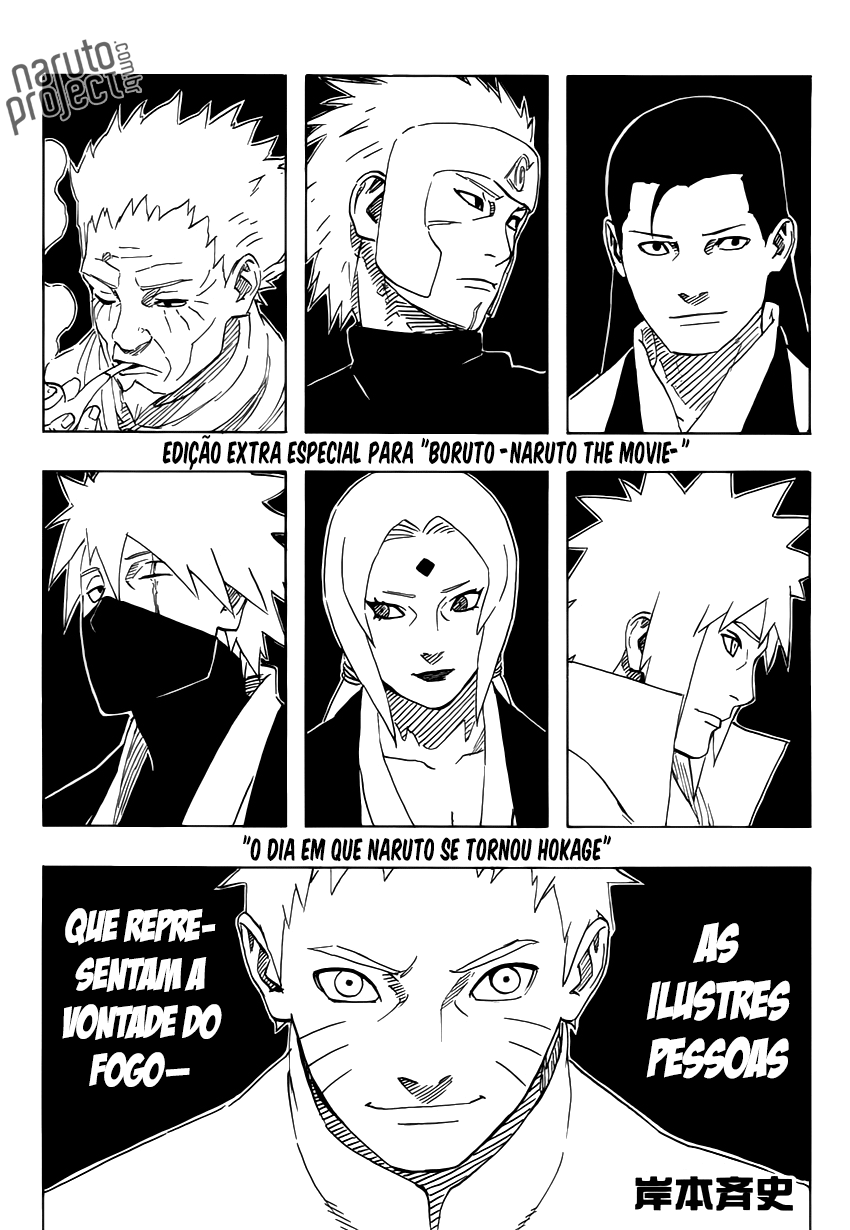 naruto
project.com.br
EDIÇÃO EXTRA ESPECIAL PARA "BORUTO -NARUTO THE MOVIE-"
"O DIA EM QUE NARUTO SE TORNOU HOKAGE"
AS
ILUSTRES
PESSOAS
QUE REPRE-
SENTAM A
VONTADE DO
FOGO—
岸本斉史